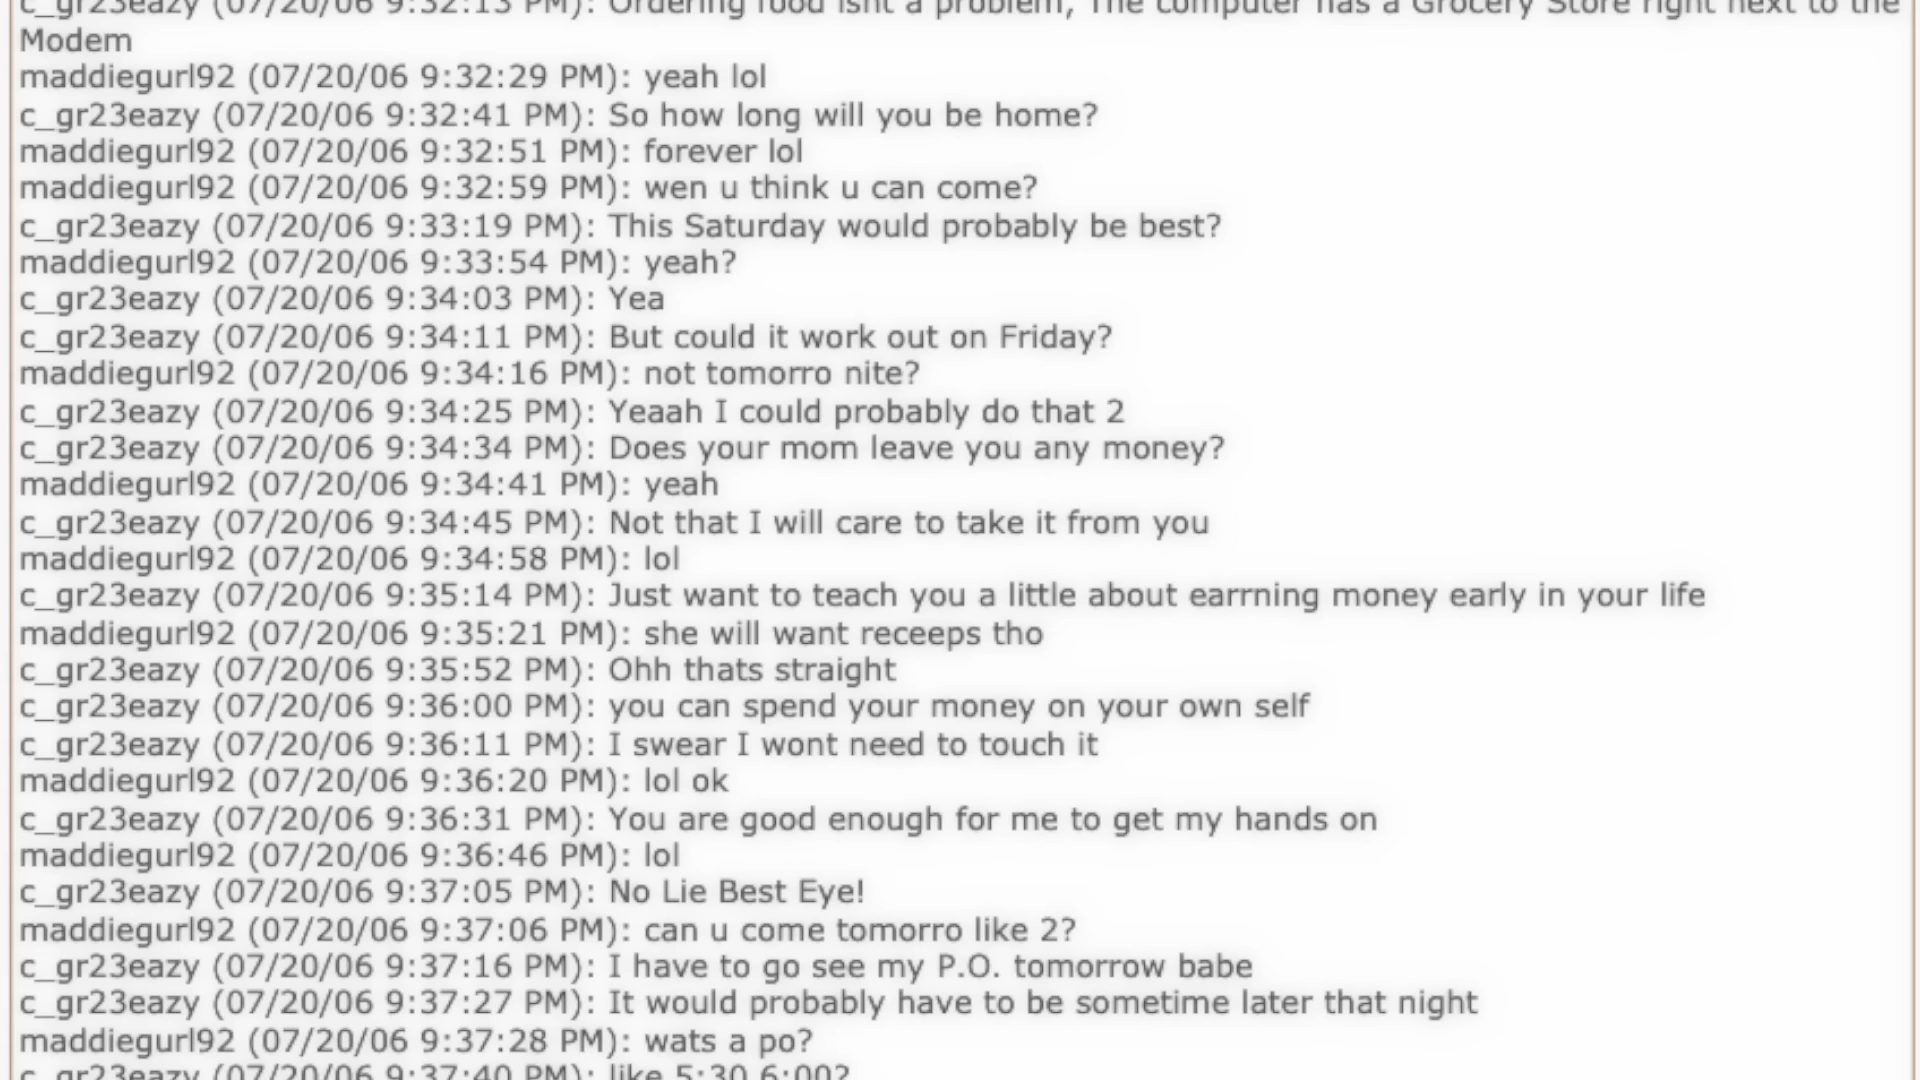 c_gr23eazy (07/20/06 9:32:13 PM): Ordering food isnt a problem, The computer has a Grocery Store right next to the
Modem
maddiegurl92 (07/20/06 9:32:29 PM): yeah lol
c_gr23eazy (07/20/06 9:32:41 PM): So how long will you be home?
maddiegurl92 (07/20/06 9:32:51 PM): forever lol
maddiegurl92 (07/20/06 9:32:59 PM): wen u think u can come?
c_gr23eazy (07/20/06 9:33:19 PM): This Saturday would probably be best?
maddiegurl92 (07/20/06 9:33:54 PM): yeah?
c_gr23eazy (07/20/06 9:34:03 PM): Yea
c_gr23eazy (07/20/06 9:34:11 PM): But could it work out on Friday?
maddiegurl92 (07/20/06 9:34:16 PM): not tomorro nite?
c_gr23eazy (07/20/06 9:34:25 PM): Yeaah I could probably do that 2
c_gr23eazy (07/20/06 9:34:34 PM): Does your mom leave you any money?
maddiegurl92 (07/20/06 9:34:41 PM): yeah
c_gr23eazy (07/20/06 9:34:45 PM): Not that I will care to take it from you
maddiegurl92 (07/20/06 9:34:58 PM): lol
c_gr23eazy (07/20/06 9:35:14 PM): Just want to teach you a little about earrning money early in your life
maddiegurl92 (07/20/06 9:35:21 PM): she will want receeps tho
c_gr23eazy (07/20/06 9:35:52 PM): Ohh thats straight
c_gr23eazy (07/20/06 9:36:00 PM): you can spend your money on your own self
c_gr23eazy (07/20/06 9:36:11 PM): I swear I wont need to touch it
maddiegurl92 (07/20/06 9:36:20 PM): lol ok
c_gr23eazy (07/20/06 9:36:31 PM): You are good enough for me to get my hands on
maddiegurl92 (07/20/06 9:36:46 PM): lol
c_gr23eazy (07/20/06 9:37:05 PM): No Lie Best Eye!
maddiegurl92 (07/20/06 9:37:06 PM): can u come tomorro like 2?
c_gr23eazy (07/20/06 9:37:16 PM): I have to go see my P.O. tomorrow babe
c_gr23eazy (07/20/06 9:37:27 PM): It would probably have to be sometime later that night
maddiegurl92 (07/20/06 9:37:28 PM): wats a po?
c_gr23eazy (07/20/06 9:37:40 PM): like 5:30 6:00?